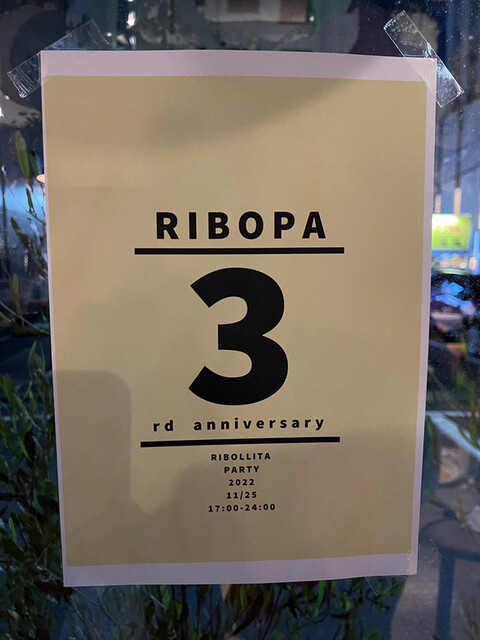 RIBOPA
3
rd anniversary
RIBOLLITA
PARTY
2022
11/25
17:00-24:00